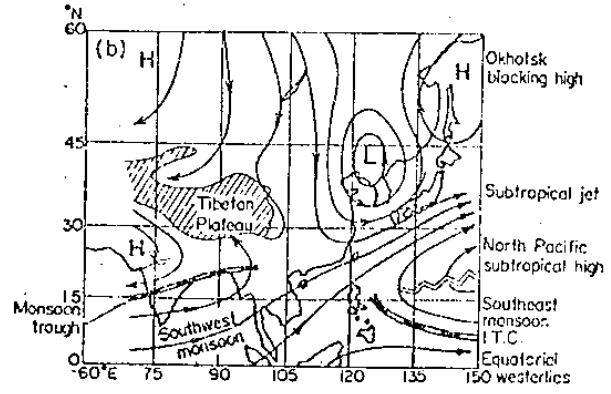 °N
60
(b)
H
H
Okhotsk
blocking high
45
L
Tibetan
Plateau
Subtropical jet
30
H
North Pacific
subtropical high
15
Monsoon
trough
Southwest
monsoon
Southeast
monsoon
I.T.C.
Equatorial
westerlies
0
60°E
75
90
105
120
135
150